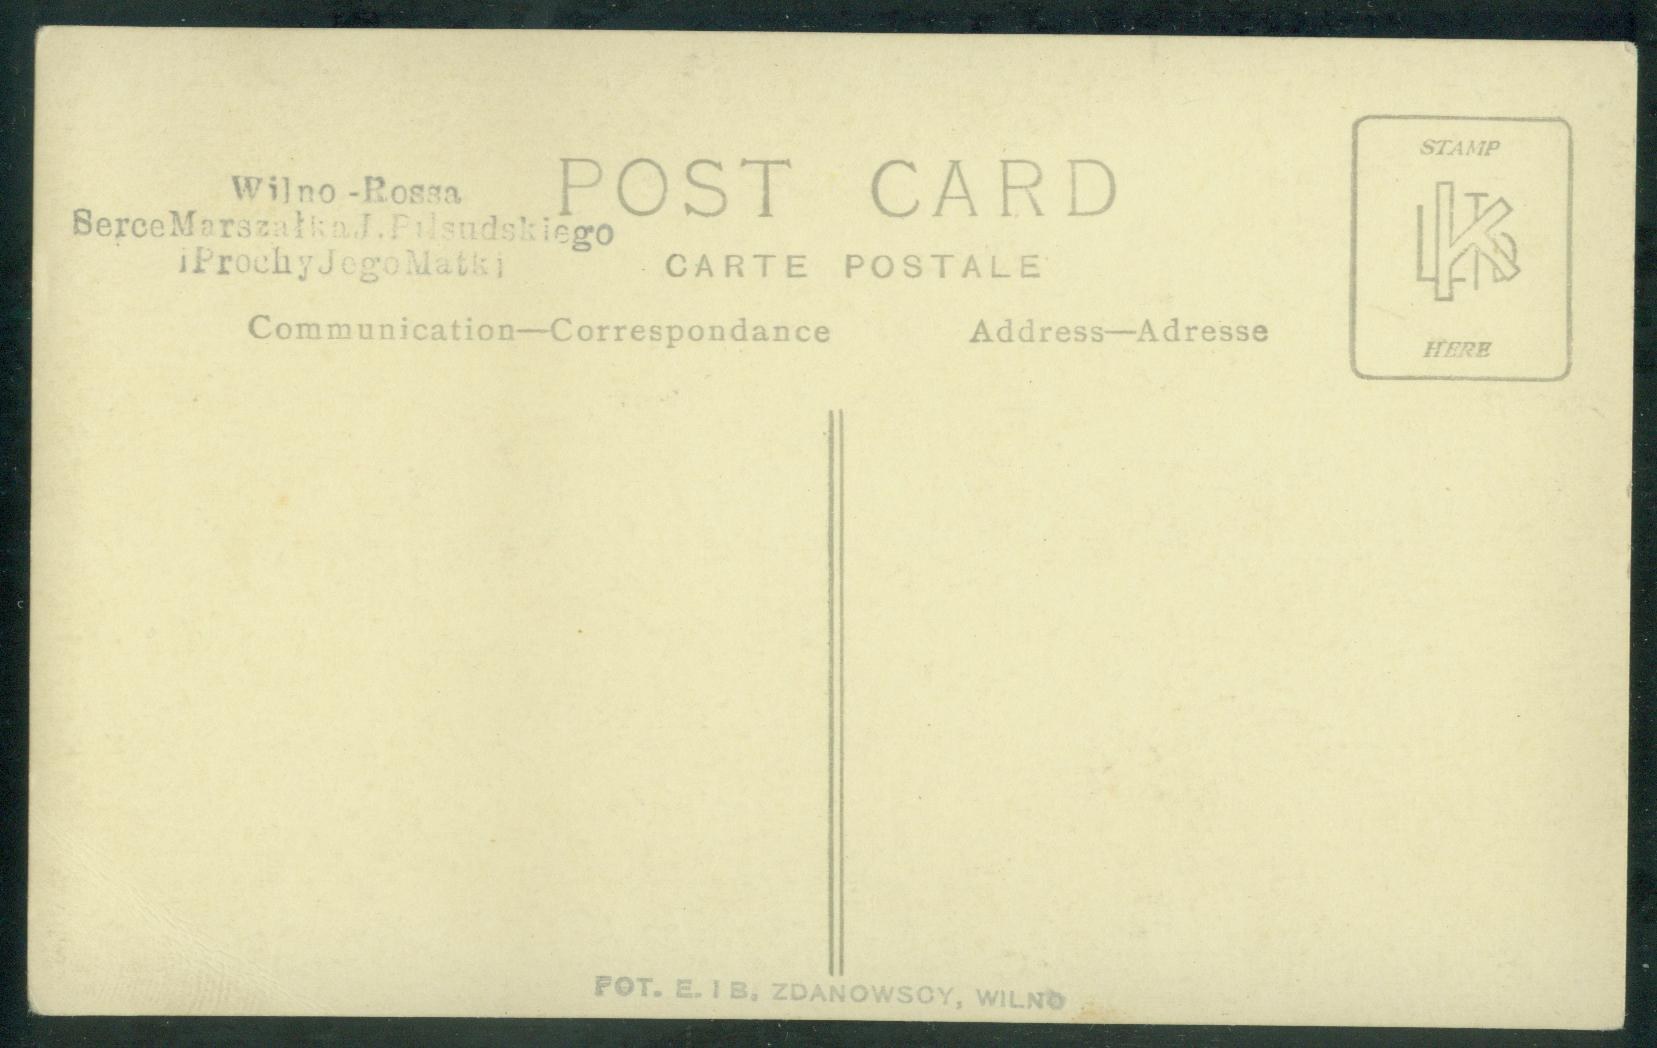 STAMP
POST CARD
Wilno - Rossa
Serce Marszałka J. Piłsudskiego
i Prochy Jego Matki
CARTE POSTALE
Communication—Correspondance
Address—Adresse
HERE
FOT. E. I B. ZDANOWSCY, WILNO